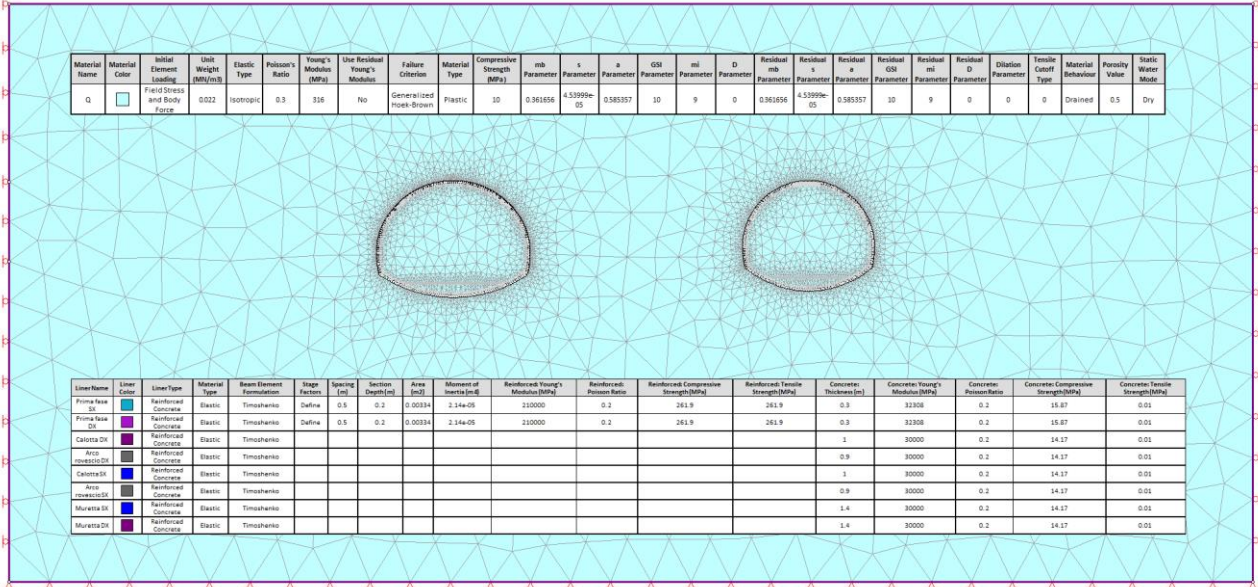 Material Name Material Color Initial Element Loading Unit Weight (MN/m3) Elastic Type Poisson's Ratio Young's Modulus (MPa) Use Residual Young's Modulus Failure Criterion Material Type Compressive Strength (MPa) mb Parameter s Parameter a Parameter GSI Parameter mi Parameter D Parameter Residual mb Parameter Residual s Parameter Residual a Parameter Residual GSI Parameter Residual mi Parameter Residual D Parameter Dilation Parameter Tensile Cutoff Type Material Behaviour Porosity Value Static Water Mode
Q Field Stress and Body Force 0.022 Isotropic 0.3 316 No Generalized Hoek-Brown Plastic 10 0.361656 4.53999e-05 0.585357 10 9 0 0.361656 4.53999e-05 0.585357 10 9 0 0 0 Drained 0.5 Dry
Liner Name Liner Color Liner Type Material Type Beam Element Formulation Stage Factors Spacing (m) Section Depth (m) Area (m2) Moment of Inertia (m4) Reinforced: Young's Modulus (MPa) Reinforced: Poisson Ratio Reinforced: Compressive Strength (MPa) Reinforced: Tensile Strength (MPa) Concrete: Thickness (m) Concrete: Young's Modulus (MPa) Concrete: Poisson Ratio Concrete: Compressive Strength (MPa) Concrete: Tensile Strength (MPa)
Prima fase SX Reinforced Concrete Elastic Timoshenko Define 0.5 0.2 0.00334 2.14e-05 210000 0.2 261.9 261.9 0.3 32308 0.2 15.87 0.01
Prima fase DX Reinforced Concrete Elastic Timoshenko Define 0.5 0.2 0.00334 2.14e-05 210000 0.2 261.9 261.9 0.3 32308 0.2 15.87 0.01
Calotta DX Reinforced Concrete Elastic Timoshenko 1 30000 0.2 14.17 0.01
Arco rovescio DX Reinforced Concrete Elastic Timoshenko 0.9 30000 0.2 14.17 0.01
Calotta SX Reinforced Concrete Elastic Timoshenko 1 30000 0.2 14.17 0.01
Arco rovescio SX Reinforced Concrete Elastic Timoshenko 0.9 30000 0.2 14.17 0.01
Muretta SX Reinforced Concrete Elastic Timoshenko 1.4 30000 0.2 14.17 0.01
Muretta DX Reinforced Concrete Elastic Timoshenko 1.4 30000 0.2 14.17 0.01